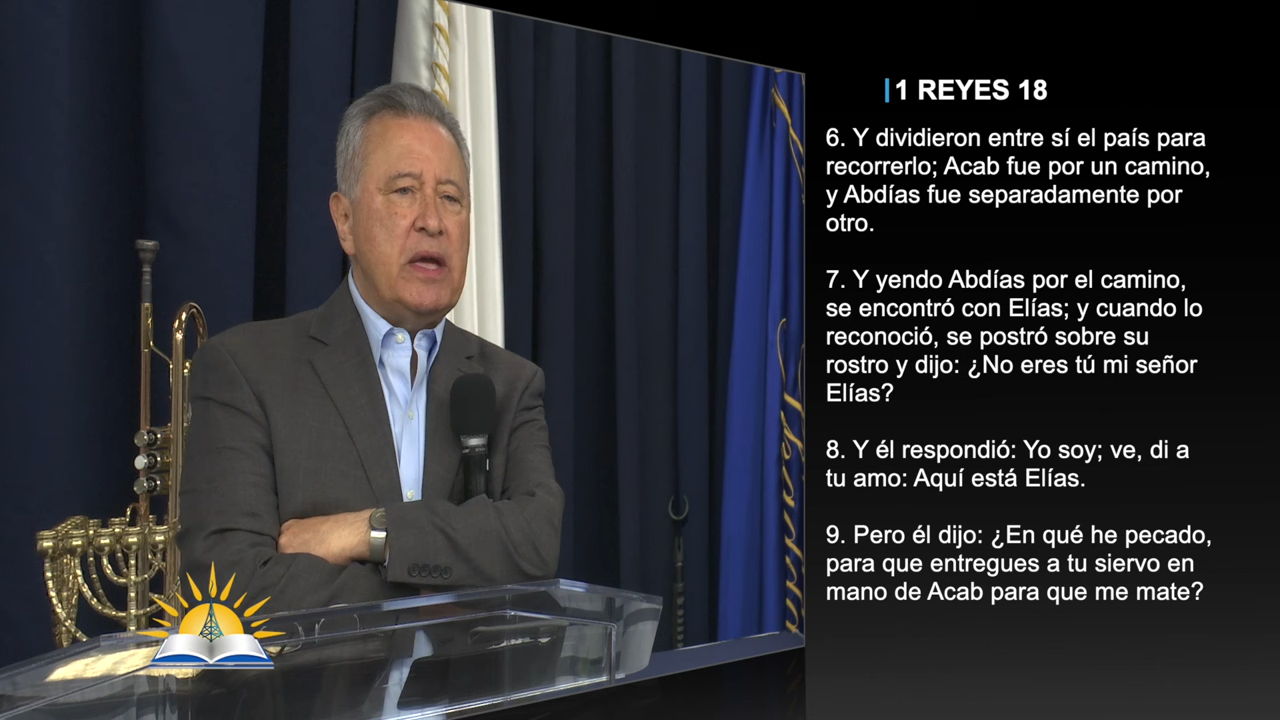 1 REYES 18
6. Y dividieron entre sí el país para
recorrerlo; Acab fue por un camino,
y Abdías fue separadamente por
otro.
7. Y yendo Abdías por el camino,
se encontró con Elías; y cuando lo
reconoció, se postró sobre su
rostro y dijo: ¿No eres tú mi señor
Elías?
8. Y él respondió: Yo soy; ve, di a
tu amo: Aquí está Elías.
9. Pero él dijo: ¿En qué he pecado,
para que entregues a tu siervo en
mano de Acab para que me mate?